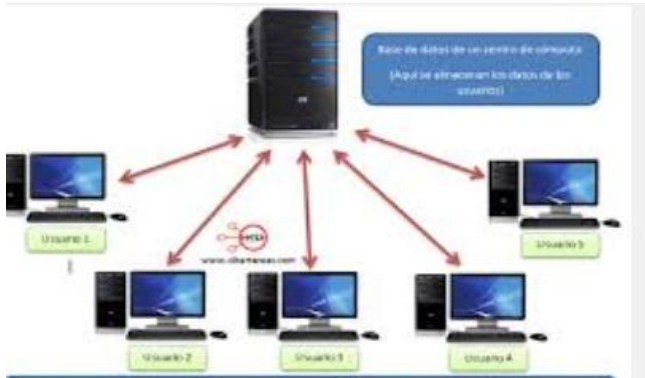 Base de datos de un centro de cómputo
(Aquí se almacenan los datos de los
usuarios)
Usuario 1
Usuario 5
Usuario 2
Usuario 3
Usuario 4